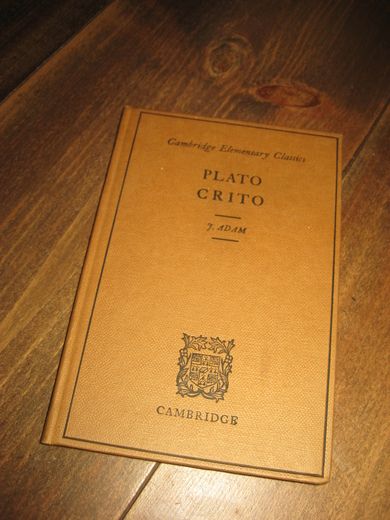 Cambridge Elementary Classics
PLATO
CRITO
J. ADAM
CAMBRIDGE